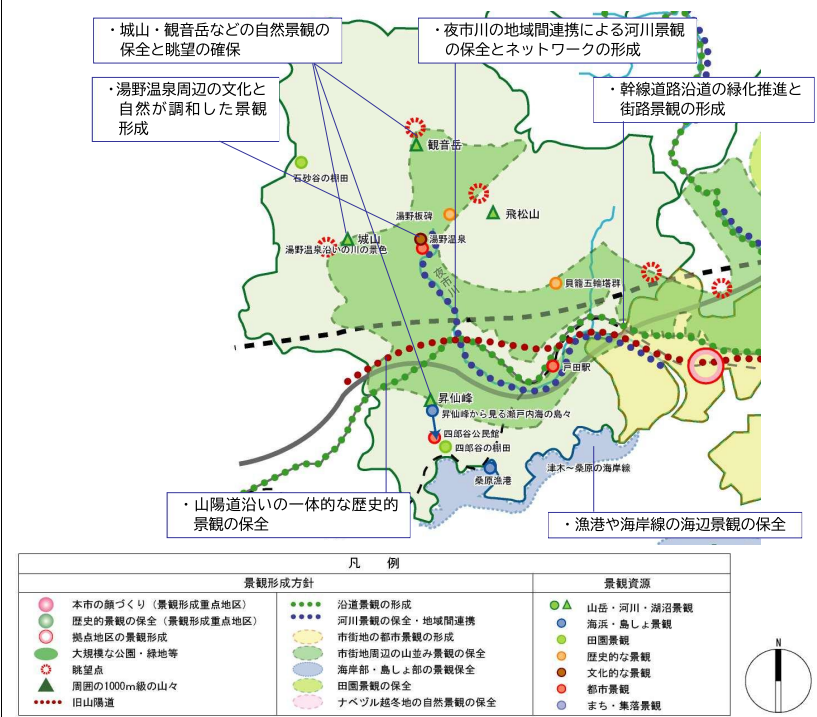 ・城山・観音岳などの自然景観の
保全と眺望の確保
・夜市川の地域間連携による河川景観
の保全とネットワークの形成
・湯野温泉周辺の文化と
自然が調和した景観
形成
・幹線道路沿道の緑化推進と
街路景観の形成
観音岳
石砂谷の棚田
湯野板碑
飛松山
城山
湯野温泉
湯野温泉沿いの川の景色
夜市川
貝籠五輪塔群
戸田駅
昇仙峰
昇仙峰から見る瀬戸内海の島々
四郎谷公民館
四郎谷の棚田
津木〜桑原の海岸線
桑原漁港
・山陽道沿いの一体的な歴史的
景観の保全
・漁港や海岸線の海辺景観の保全
凡 例
景観形成方針
景観資源
本市の顔づくり（景観形成重点地区）
歴史的景観の保全（景観形成重点地区）
拠点地区の景観形成
大規模な公園・緑地等
眺望点
周囲の1000m級の山々
旧山陽道
沿道景観の形成
河川景観の保全・地域間連携
市街地の都市景観の形成
市街地周辺の山並み景観の保全
海岸部・島しょ部の景観保全
田園景観の保全
ナベヅル越冬地の自然景観の保全
山岳・河川・湖沼景観
海浜・島しょ景観
田園景観
歴史的な景観
文化的な景観
都市景観
まち・集落景観
N